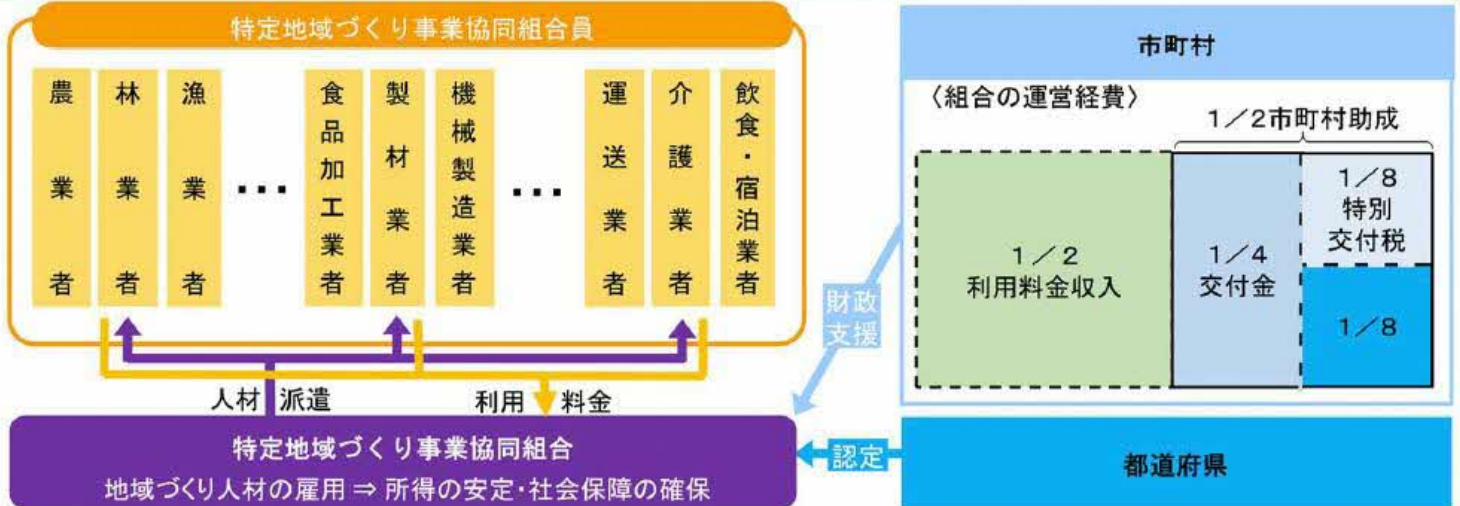 特定地域づくり事業協同組合員
農業者
林業者
漁業者
・・・
食品加工業者
製材業者
機械製造業者
・・・
運送業者
介護業者
飲食・宿泊業者
人材派遣
利用料金
特定地域づくり事業協同組合
地域づくり人材の雇用 ⇒ 所得の安定・社会保障の確保
財政
支援
認定
市町村
〈組合の運営経費〉
1/2市町村助成
1/2
利用料金収入
1/4
交付金
1/8
特別
交付税
1/8
都道府県